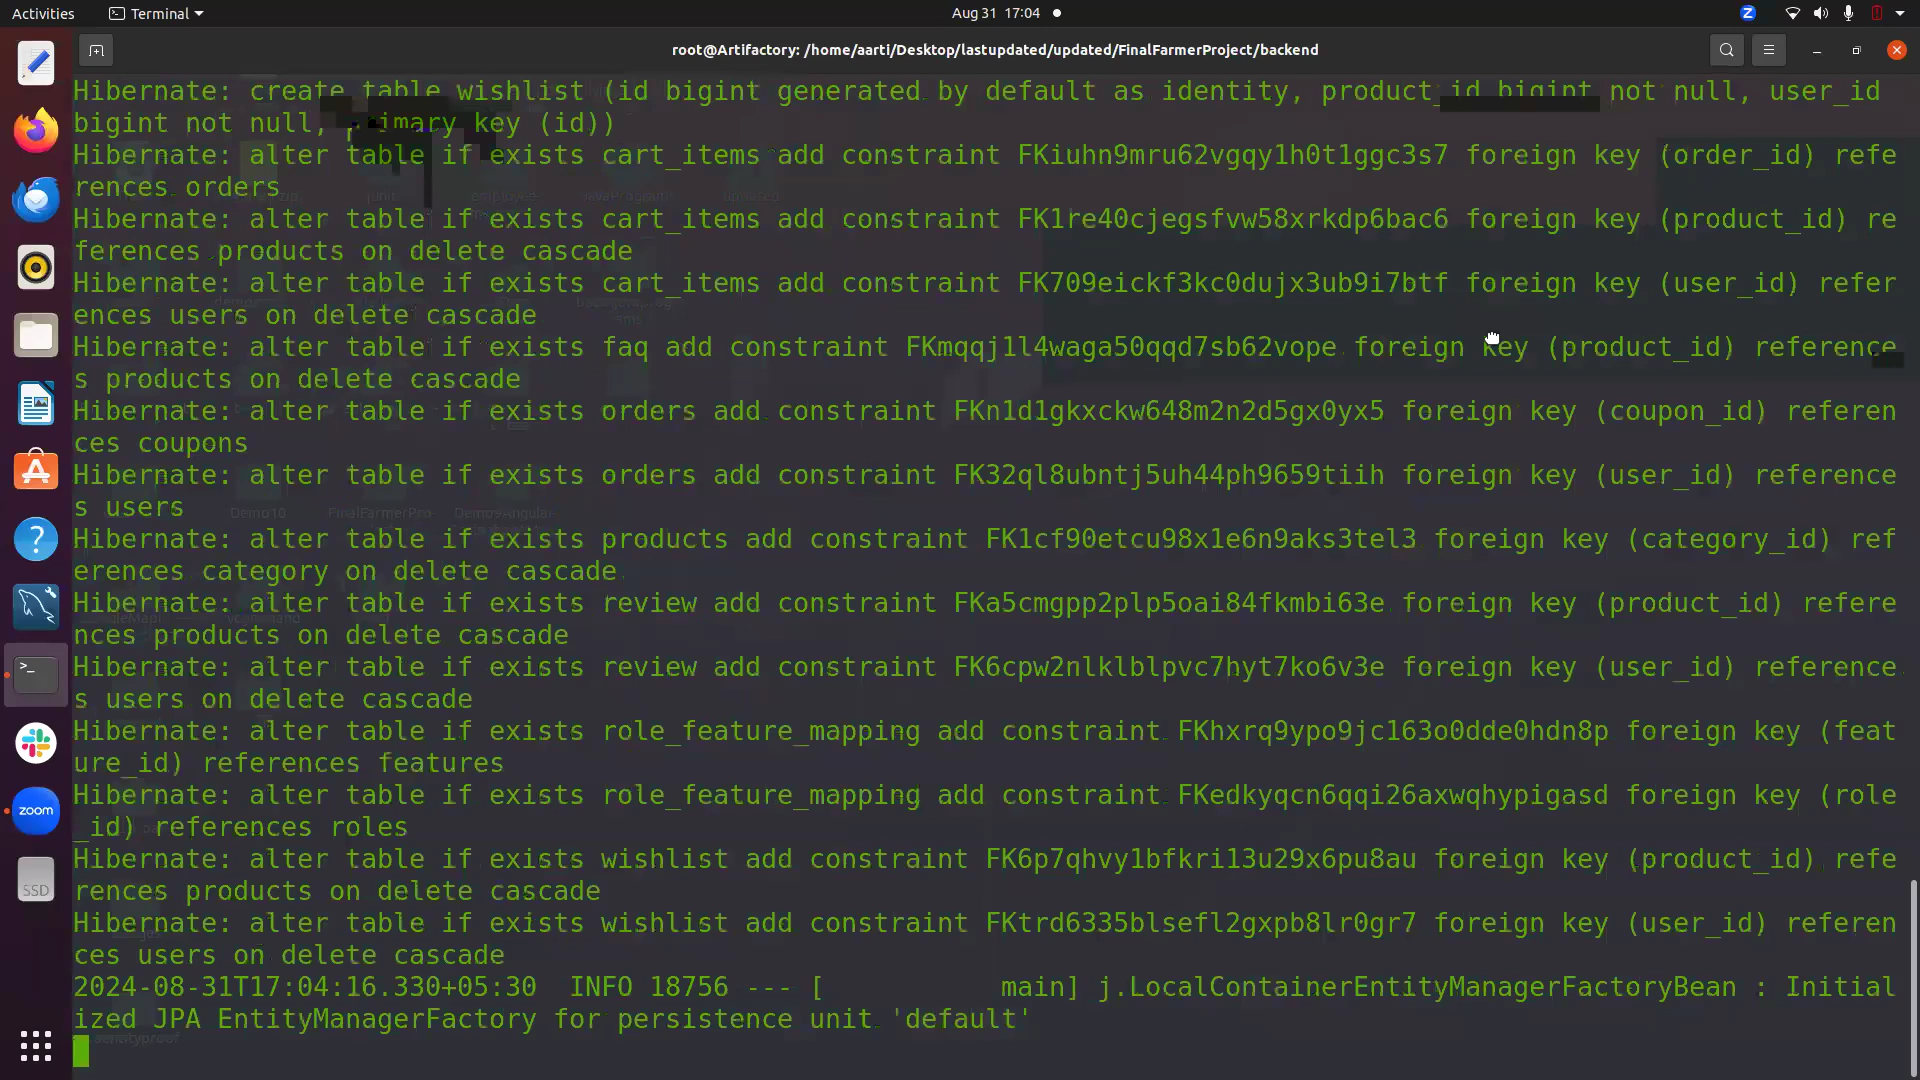 Activities
Terminal
Aug 31 17:04
Z
root@Artifactory: /home/aarti/Desktop/lastupdated/updated/FinalFarmerProject/backend
Hibernate: create table wishlist (id bigint generated by default as identity, product_id bigint not null, user_id
bigint not null, primary key (id))
Hibernate: alter table if exists cart_items add constraint FKiuhn9mru62vgqy1h0t1ggc3s7 foreign key (order_id) refe
rences orders
Hibernate: alter table if exists cart_items add constraint FK1re40cjegsfvw58xrkdp6bac6 foreign key (product_id) re
ferences products on delete cascade
Hibernate: alter table if exists cart_items add constraint FK709eickf3kc0dujx3ub9i7btf foreign key (user_id) refer
ences users on delete cascade
Hibernate: alter table if exists faq add constraint FKmqqj1l4waga50qqd7sb62vope foreign key (product_id) reference
s products on delete cascade
Hibernate: alter table if exists orders add constraint FKn1d1gkxckw648m2n2d5gx0yx5 foreign key (coupon_id) referen
ces coupons
Hibernate: alter table if exists orders add constraint FK32ql8ubntj5uh44ph9659tiih foreign key (user_id) reference
s users
Hibernate: alter table if exists products add constraint FK1cf90etcu98x1e6n9aks3tel3 foreign key (category_id) ref
erences category on delete cascade
Hibernate: alter table if exists review add constraint FKa5cmgpp2plp5oai84fkmbi63e foreign key (product_id) refere
nces products on delete cascade
Hibernate: alter table if exists review add constraint FK6cpw2nlklblpvc7hyt7ko6v3e foreign key (user_id) reference
s users on delete cascade
Hibernate: alter table if exists role_feature_mapping add constraint FKhxrq9ypo9jc163o0dde0hdn8p foreign key (feat
ure_id) references features
Hibernate: alter table if exists role_feature_mapping add constraint FKedkyqcn6qqi26axwqhypigasd foreign key (role
_id) references roles
Hibernate: alter table if exists wishlist add constraint FK6p7qhvy1bfkri13u29x6pu8au foreign key (product_id) refe
rences products on delete cascade
Hibernate: alter table if exists wishlist add constraint FKtrd6335blsefl2gxpb8lr0gr7 foreign key (user_id) referen
ces users on delete cascade
2024-08-31T17:04:16.330+05:30  INFO 18756 --- [           main] j.LocalContainerEntityManagerFactoryBean : Initial
ized JPA EntityManagerFactory for persistence unit 'default'
zoom
SSD
Demo10